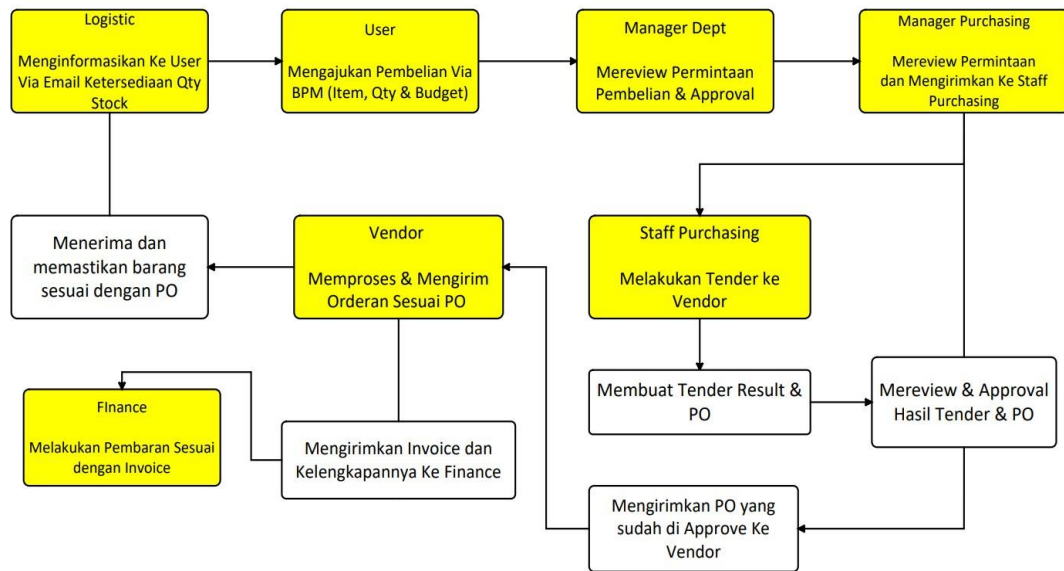 Logistic
Menginformasikan Ke User
Via Email Ketersediaan Qty
Stock
User
Mengajukan Pembelian Via
BPM (Item, Qty & Budget)
Manager Dept
Mereview Permintaan
Pembelian & Approval
Manager Purchasing
Mereview Permintaan
dan Mengirimkan Ke Staff
Purchasing
Menerima dan
memastikan barang
sesuai dengan PO
Vendor
Memproses & Mengirim
Orderan Sesuai PO
Staff Purchasing
Melakukan Tender ke
Vendor
FInance
Melakukan Pembaran Sesuai
dengan Invoice
Mengirimkan Invoice dan
Kelengkapannya Ke Finance
Membuat Tender Result &
PO
Mereview & Approval
Hasil Tender & PO
Mengirimkan PO yang
sudah di Approve Ke
Vendor